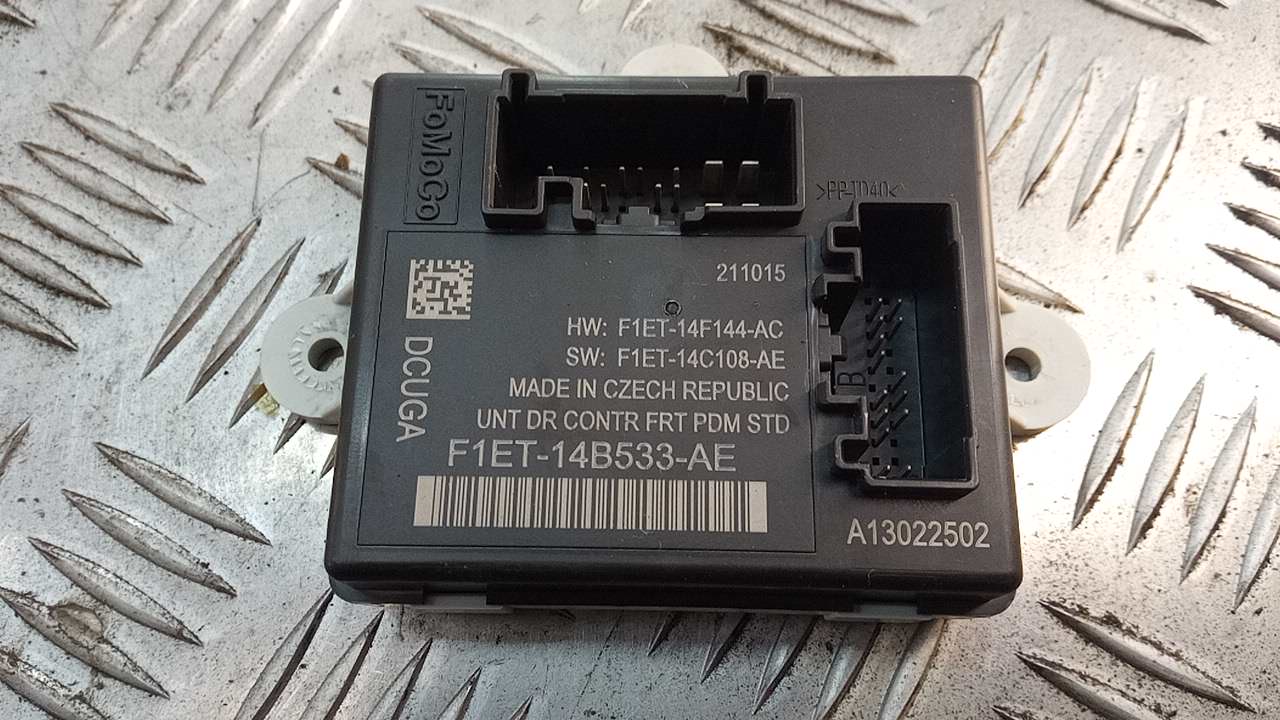 FoMoCo
>PP-TD40<
211015
HW: F1ET-14F144-AC
SW: F1ET-14C108-AE
MADE IN CZECH REPUBLIC
UNT DR CONTR FRT PDM STD
F1ET-14B533-AE
DCUGA
B
A13022502